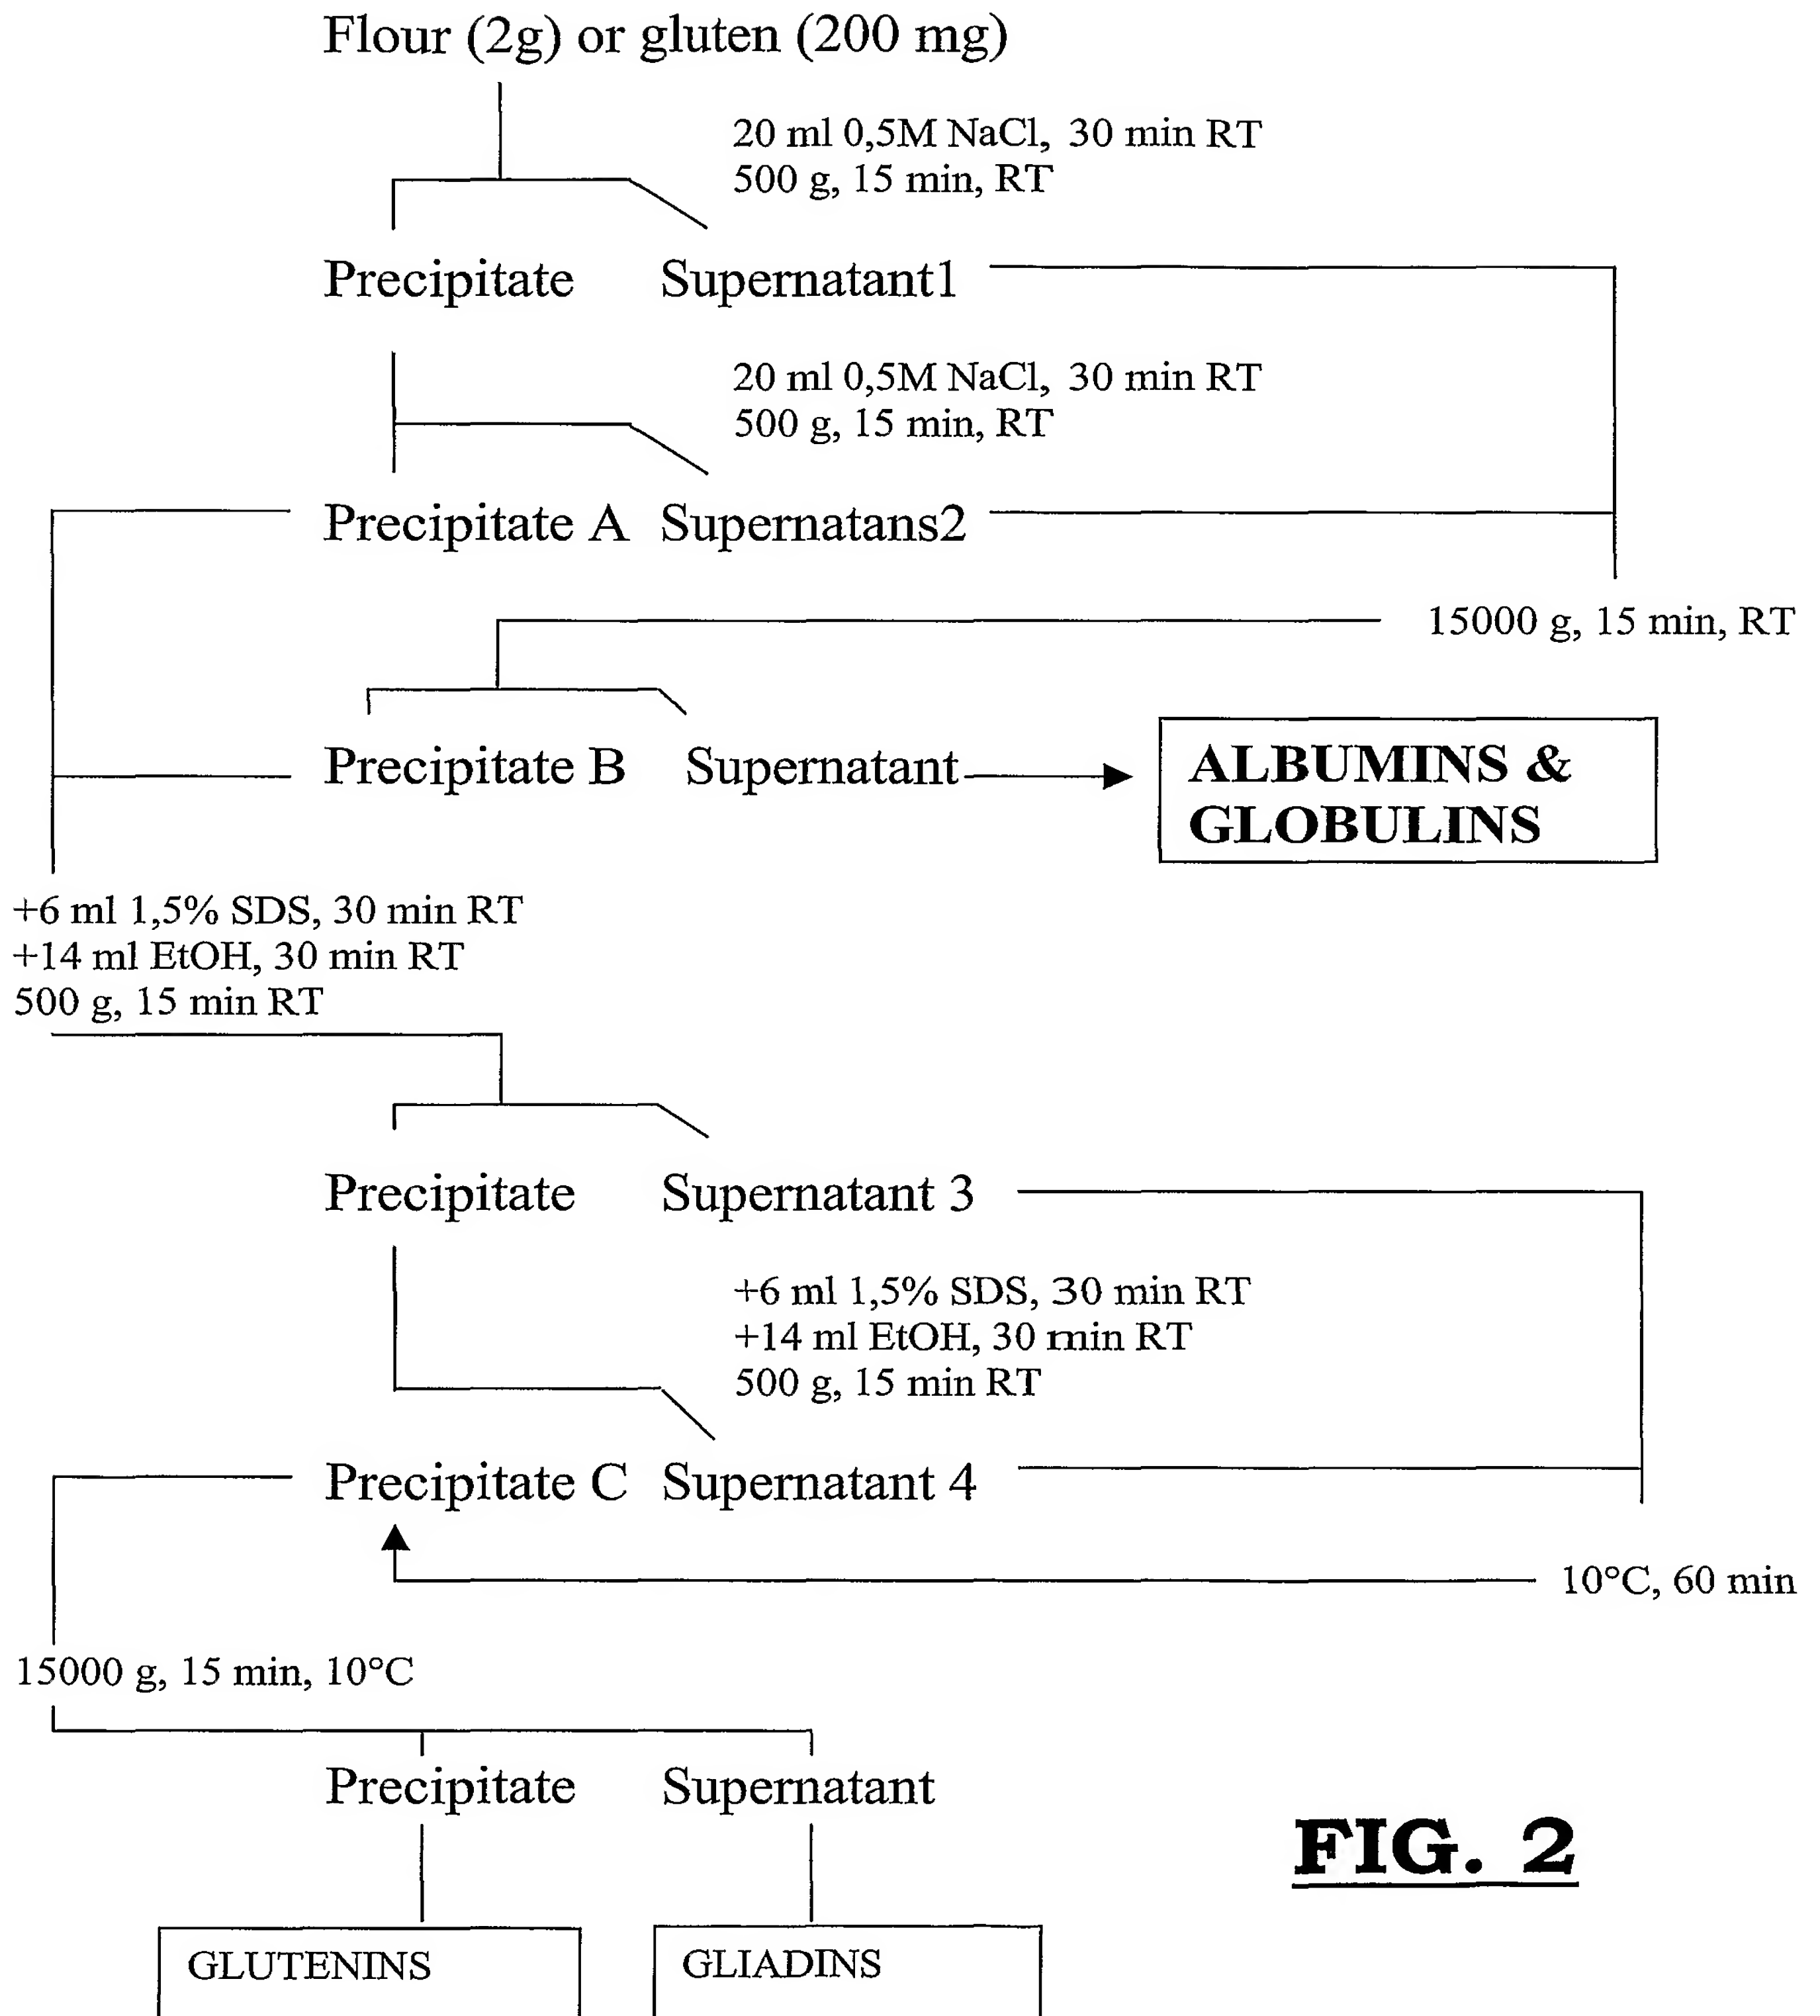 Flour (2g) or gluten (200 mg)
20 ml 0,5M NaCl, 30 min RT
500 g, 15 min, RT
Precipitate Supernatant1
20 ml 0,5M NaCl, 30 min RT
500 g, 15 min, RT
Precipitate A Supernatans2
15000 g, 15 min, RT
Precipitate B Supernatant
ALBUMINS &
GLOBULINS
+6 ml 1,5% SDS, 30 min RT
+14 ml EtOH, 30 min RT
500 g, 15 min RT
Precipitate Supernatant 3
+6 ml 1,5% SDS, 30 min RT
+14 ml EtOH, 30 min RT
500 g, 15 min RT
Precipitate C Supernatant 4
10°C, 60 min
15000 g, 15 min, 10°C
Precipitate Supernatant
FIG. 2
GLUTENINS GLIADINS